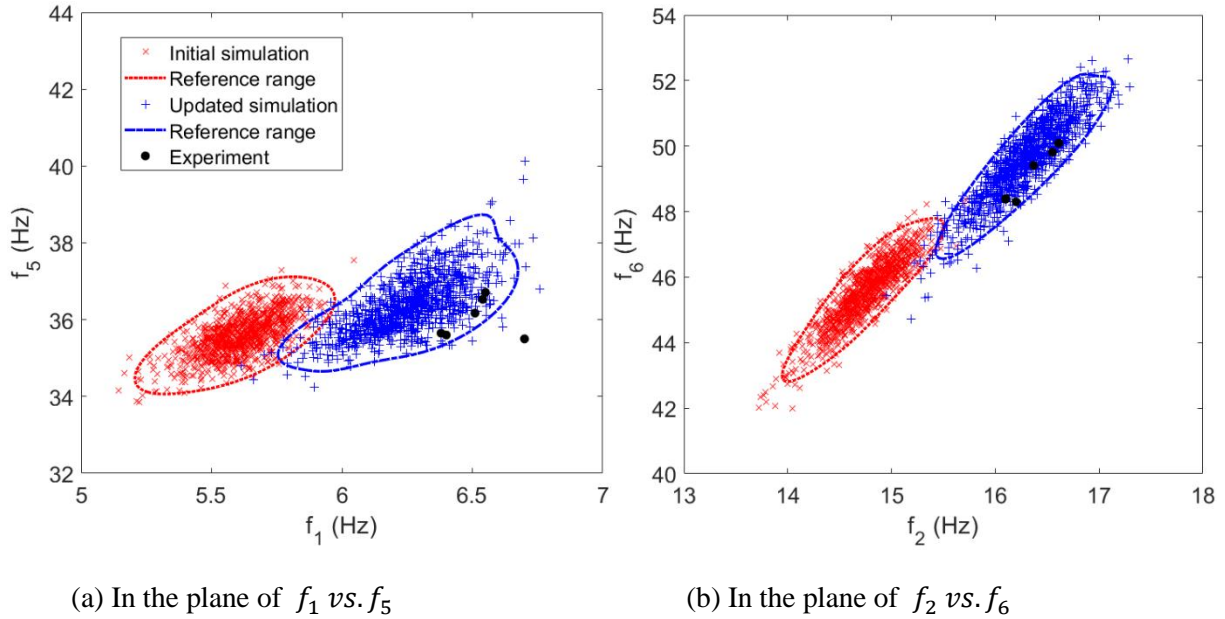 44
42
40
38
36
34
32
f5 (Hz)
Initial simulation
Reference range
Updated simulation
Reference range
Experiment
5
5.5
6
6.5
7
f1 (Hz)
54
52
50
48
46
44
42
40
f6 (Hz)
13
14
15
16
17
18
f2 (Hz)
(a) In the plane of f1 vs. f5
(b) In the plane of f2 vs. f6